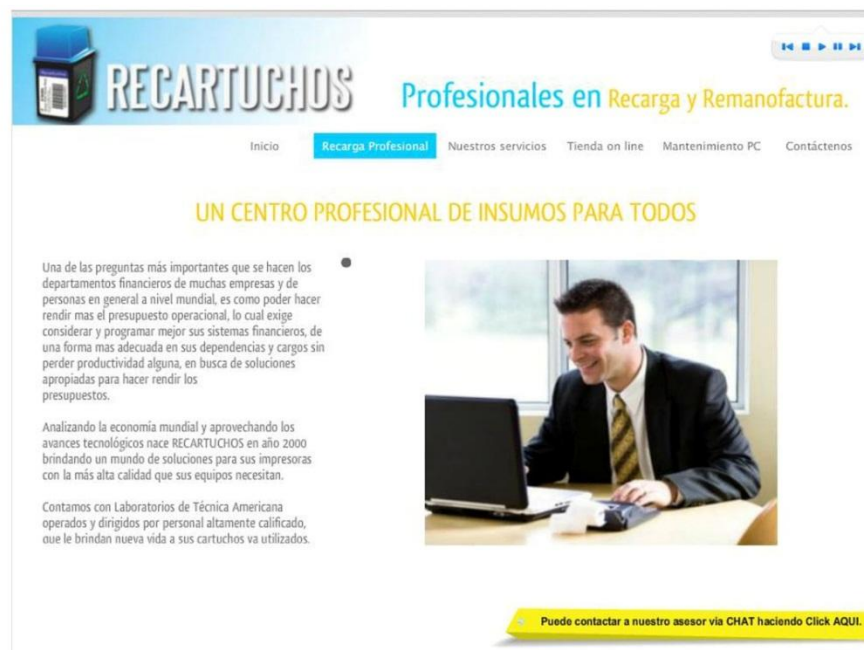 RECARTUCHOS
Profesionales en Recarga y Remanofactura.
Inicio Recarga Profesional Nuestros servicios Tienda on line Mantenimiento PC Contáctenos
UN CENTRO PROFESIONAL DE INSUMOS PARA TODOS
Una de las preguntas más importantes que se hacen los
departamentos financieros de muchas empresas y de
personas en general a nivel mundial, es como poder hacer
rendir mas el presupuesto operacional, lo cual exige
considerar y programar mejor sus sistemas financieros, de
una forma mas adecuada en sus dependencias y cargos sin
perder productividad alguna, en busca de soluciones
apropiadas para hacer rendir los
presupuestos.
Analizando la economía mundial y aprovechando los
avances tecnológicos nace RECARTUCHOS en año 2000
brindando un mundo de soluciones para sus impresoras
con la más alta calidad que sus equipos necesitan.
Contamos con Laboratorios de Técnica Americana
operados y dirigidos por personal altamente calificado,
que le brindan nueva vida a sus cartuchos ya utilizados.
Puede contactar a nuestro asesor via CHAT haciendo Click AQUI.